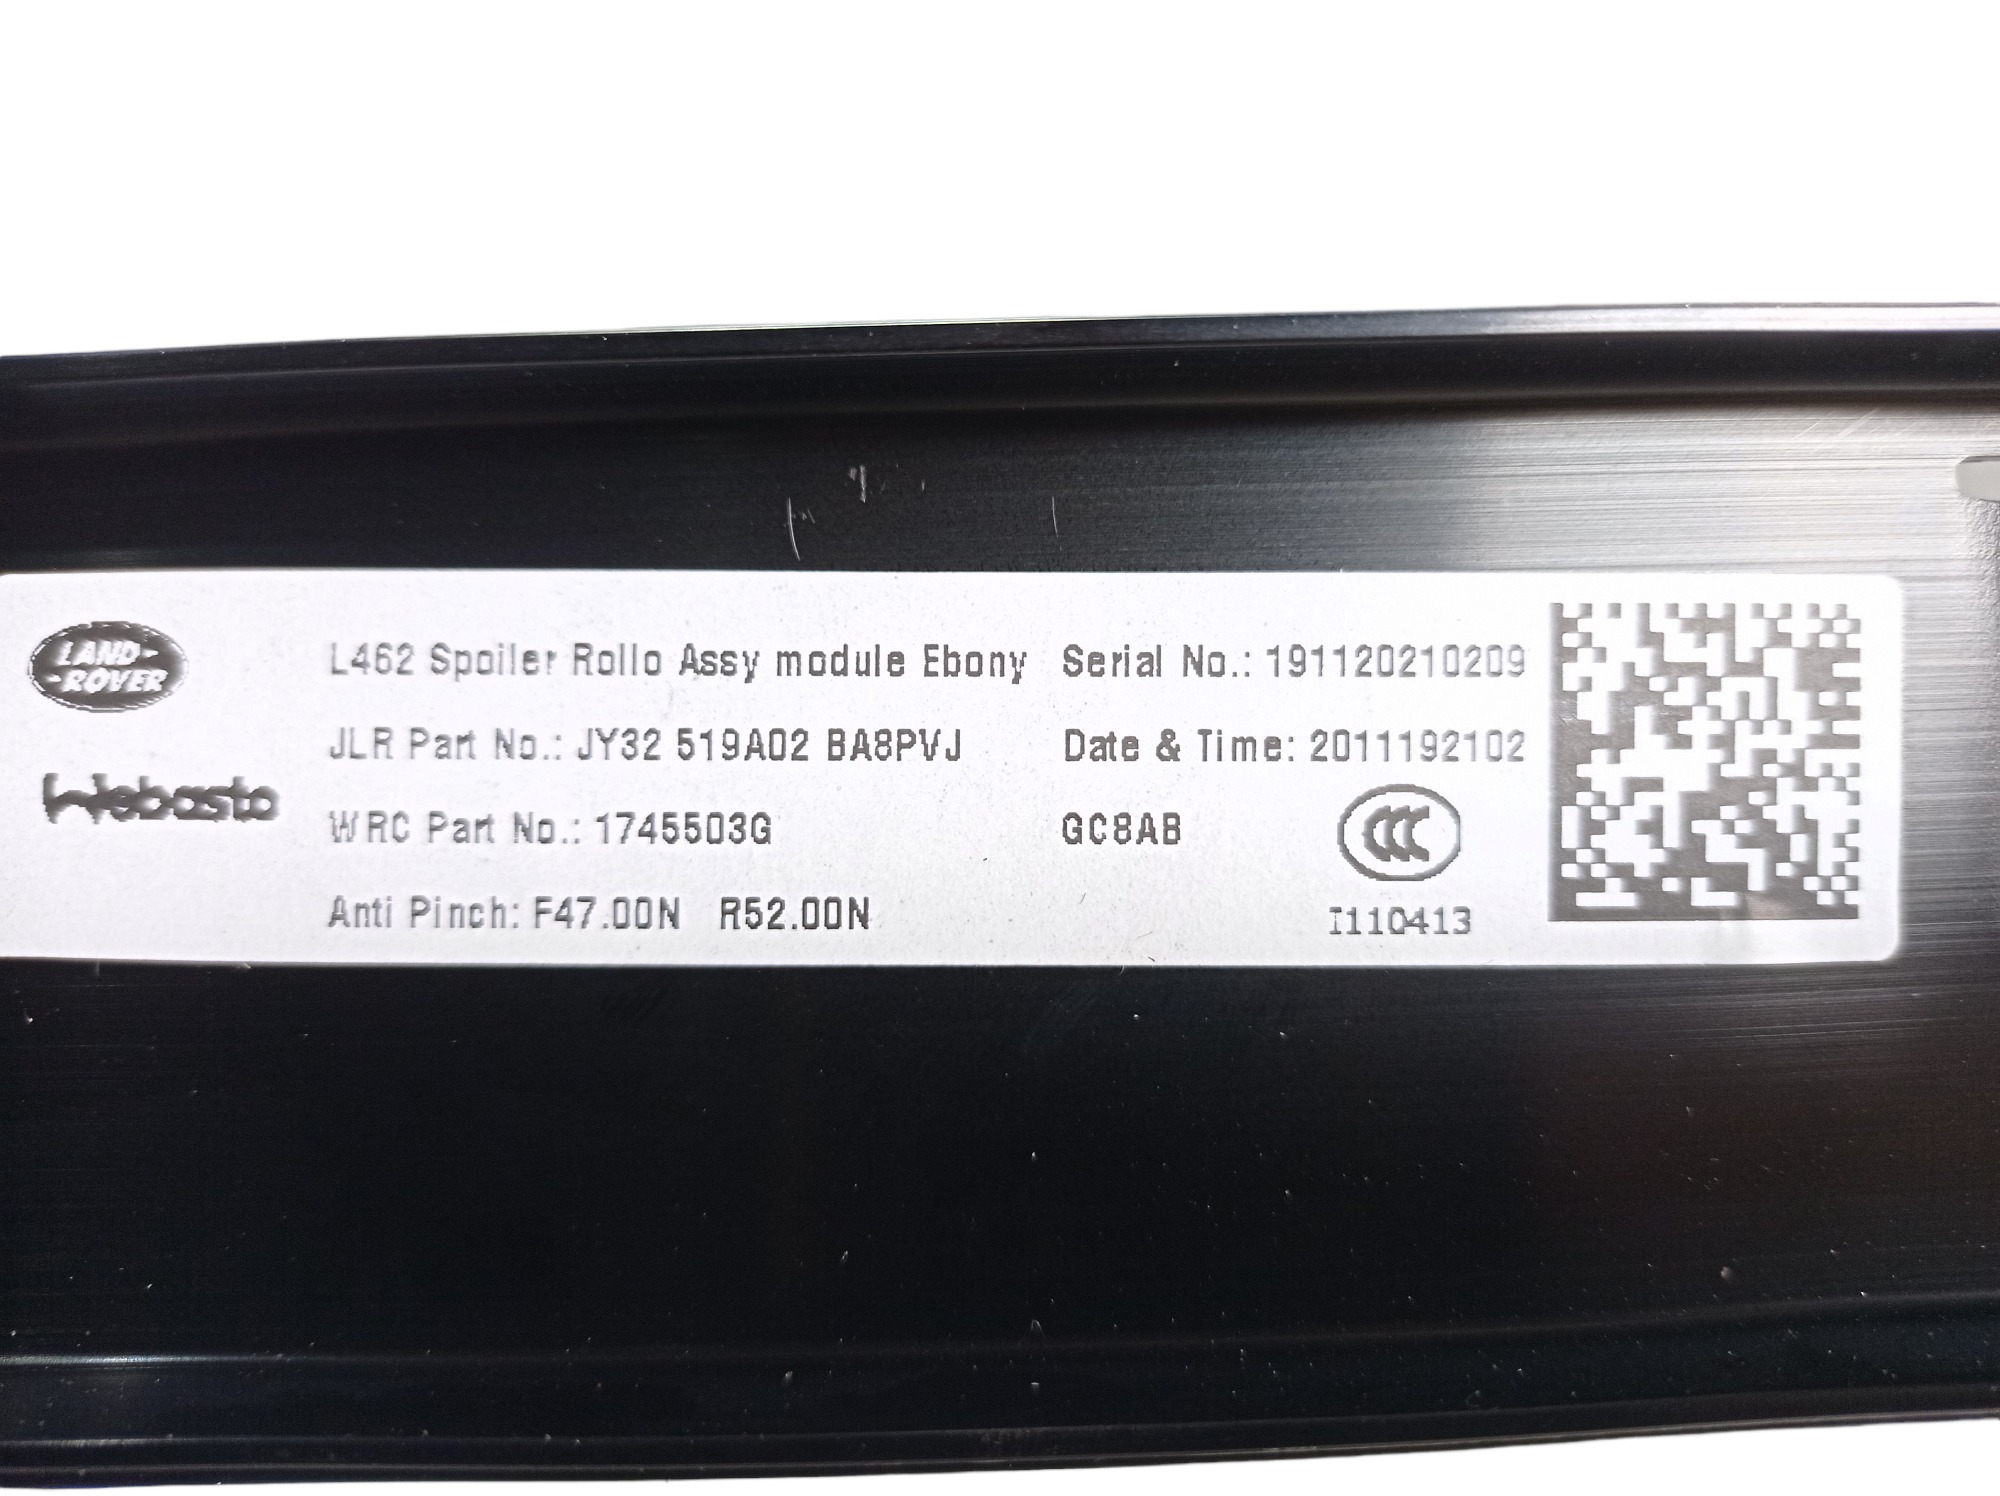 LAND-
-ROVER
Webasto
L462 Spoiler Rollo Assy module Ebony
JLR Part No.: JY32 519A02 BA8PVJ
WRC Part No.: 1745503G
Anti Pinch: F47.00N R52.00N
Serial No.: 191120210209
Date & Time: 2011192102
GC8AB
CCC
I110413